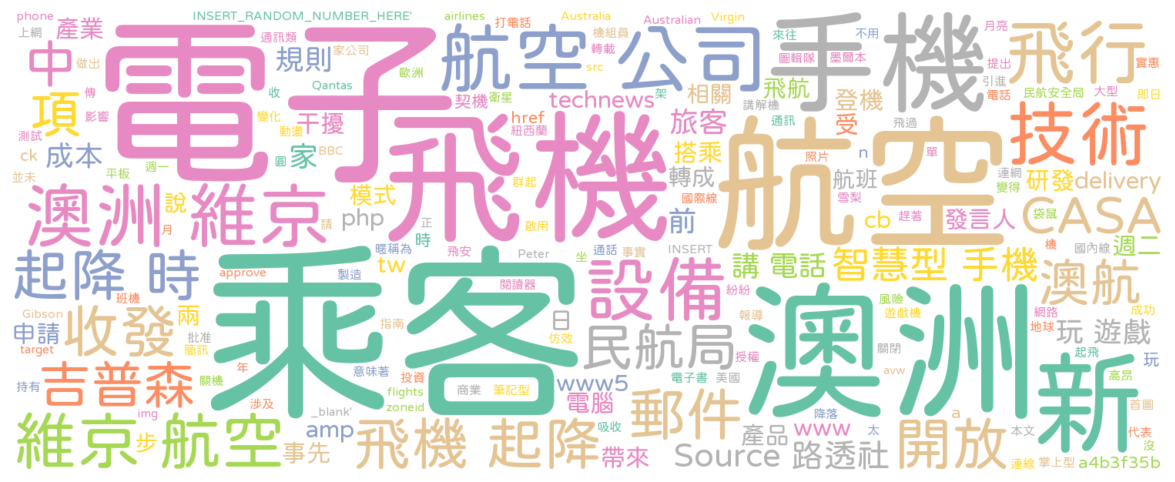 phone
上網
產業
做出
中
項
傳
影響
測試
ck
成本
並未
平板
週一
INSERT_RANDOM_NUMBER_HERE'
通訊類
規則
家公司
Qantas
收
變化
動盪
干擾
圓
家
BBC
電子
歐洲
航空 公司
airlines
打電話
Australia
機組員
轉載
src
Australian
Virgin
手機
來往
不用
圖輯隊
墨爾本
飛行
月亮
提出
引進
電話
實惠
民航安全局
大型
即日
契機
衛星
technews
架
相關
講解機
飛航
登機
通訊
受
飛過
技術
href
紐西蘭
旅客
搭乘
照片
n
單
連網
變得
研發
delivery
飛機
航空
轉成
國際線
航班
雪梨
CASA
澳洲 維京
說
月
模式
php
正
時
請
群起
啟用
前
cb
趕著
發言人
袋鼠
機
國內線
週二
起降 時
approve
班機
暱稱為
飛安
Peter
通話
事實
坐
INSERT
tw
製造
閱讀器
設備
紛紛
講 電話
智慧型 手機
澳航
風險
遊戲機
成功
網路
地球
玩 遊戲
Gibson
target
申請
收發
兩
批准
簡訊
指南
日
仿效
民航局
報導
授權
關閉
起飛
玩
乘客
澳洲
新
持有
關機
年
意味著
投資
商業
筆記型
電子書
美國
avw
高昂
吉普森
img
涉及
_blank'
flights
zoneid
www5
電腦
郵件
降落
太
a
首圖
本文
代表
沒
維京 航空
步
事先
amp
飛機 起降
吸收
帶來
產品
www
Source
路透社
開放
連線
掌上型
a4b3f35b